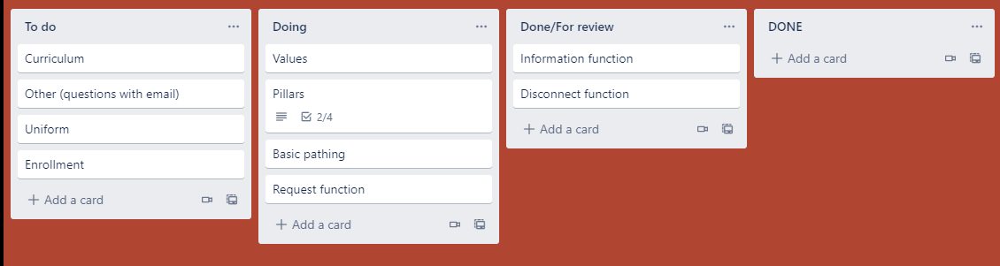 To do
Curriculum
Other (questions with email)
Uniform
Enrollment
Add a card
Doing
Values
Pillars
2/4
Basic pathing
Request function
Add a card
Done/For review
Information function
Disconnect function
Add a card
DONE
Add a card